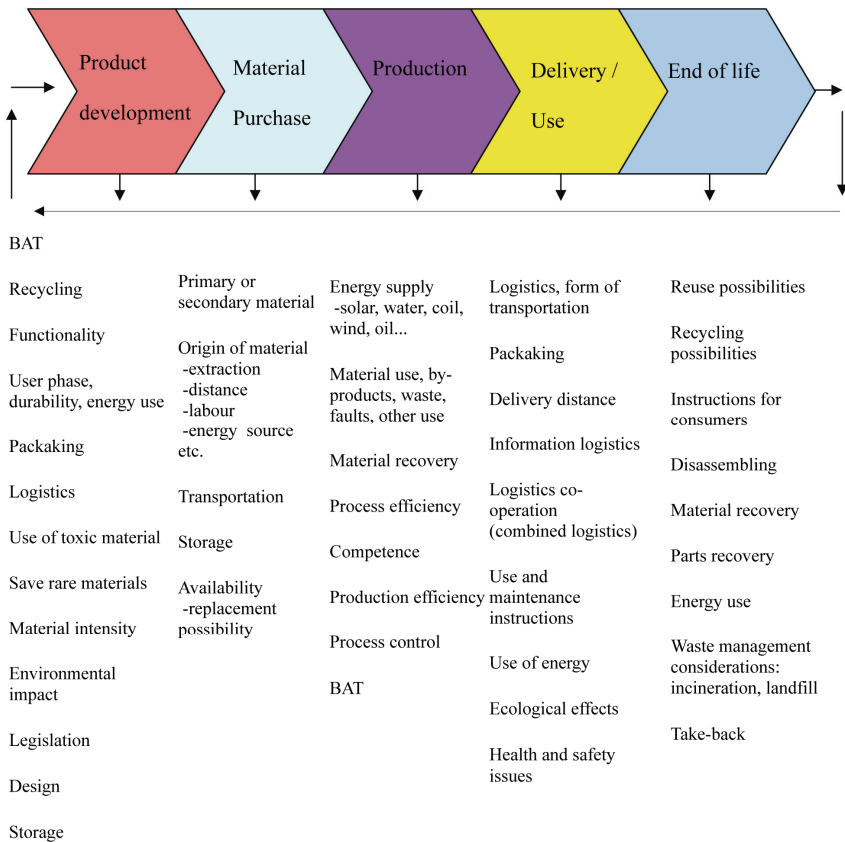 Product
development
Material
Purchase
Production
Delivery /
Use
End of life
BAT
Recycling
Functionality
User phase,
durability, energy use
Packaking
Logistics
Use of toxic material
Save rare materials
Material intensity
Environmental
impact
Legislation
Design
Storage
Primary or
secondary material
Origin of material
-extraction
-distance
-labour
-energy source
etc.
Transportation
Storage
Availability
-replacement
possibility
Energy supply
-solar, water, coil,
wind, oil...
Material use, by-
products, waste,
faults, other use
Material recovery
Process efficiency
Competence
Production efficiency
Process control
BAT
Logistics, form of
transportation
Packaking
Delivery distance
Information logistics
Logistics co-
operation
(combined logistics)
Use and
maintenance
instructions
Use of energy
Ecological effects
Health and safety
issues
Reuse possibilities
Recycling
possibilities
Instructions for
consumers
Disassembling
Material recovery
Parts recovery
Energy use
Waste management
considerations:
incineration, landfill
Take-back